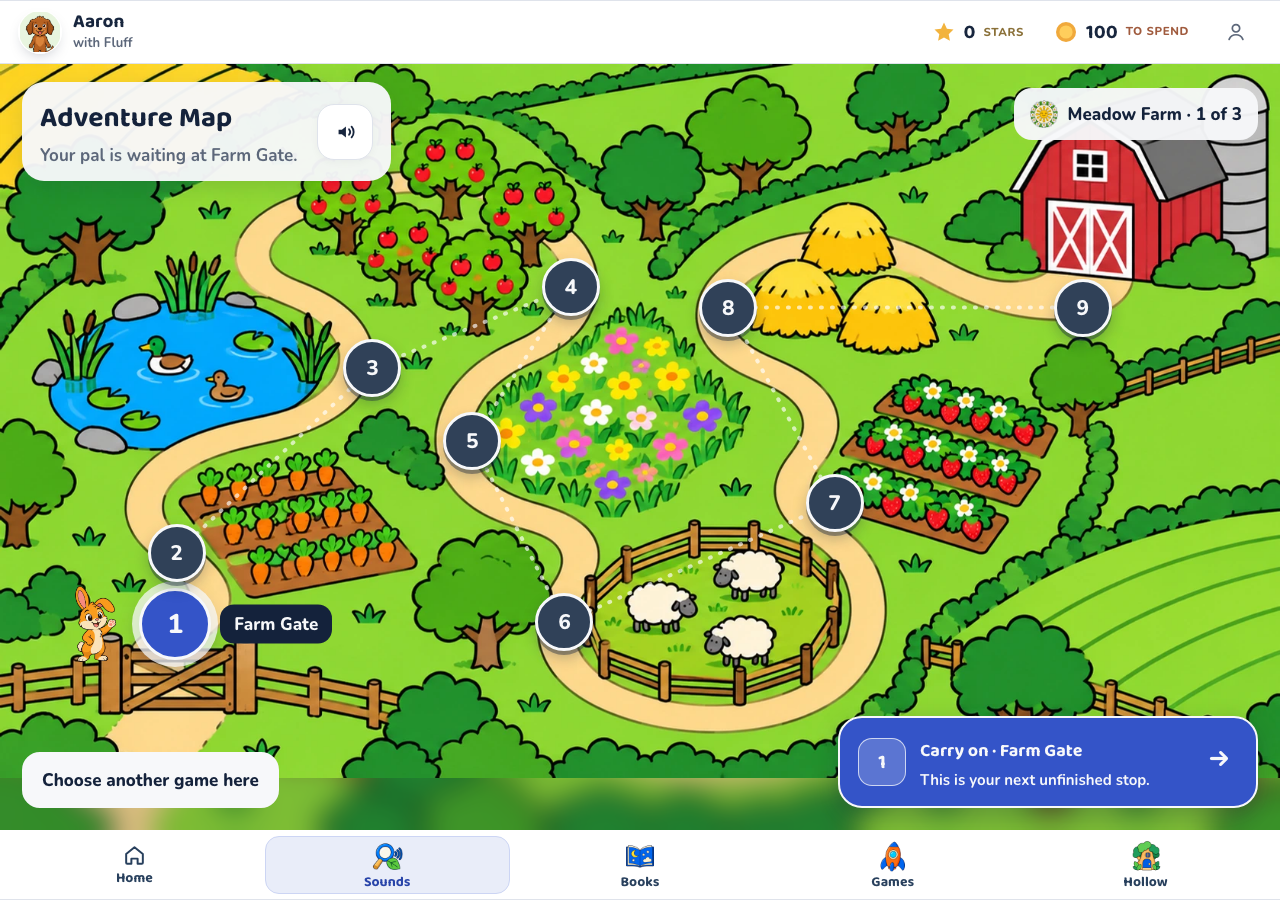 Aaron
with Fluff
0 STARS
100 TO SPEND
Adventure Map
Your pal is waiting at Farm Gate.
Meadow Farm · 1 of 3
4
8
9
3
5
7
2
6
1
Farm Gate
Choose another game here
1
Carry on · Farm Gate
This is your next unfinished stop.
Home
Sounds
Books
Games
Hollow